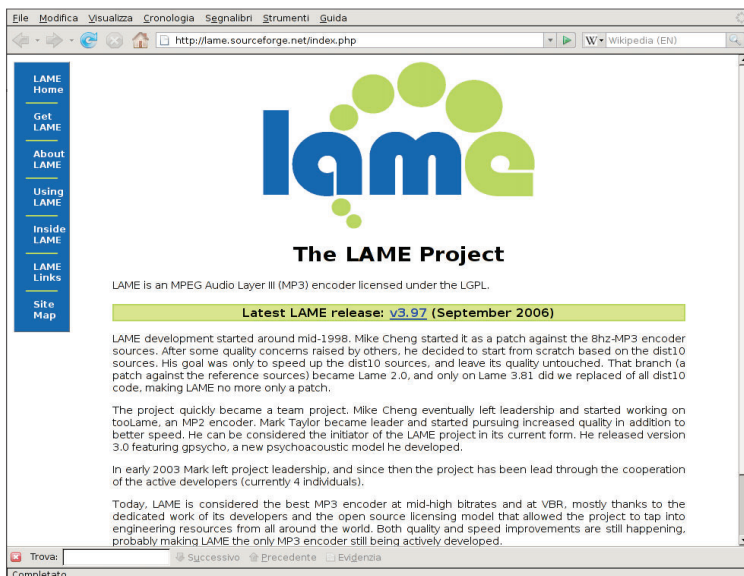 File Modifica Visualizza Cronologia Segnalibri Strumenti Guida
http://lame.sourceforge.net/index.php
W Wikipedia (EN)
LAME
Home
Get
LAME
About
LAME
Using
LAME
Inside
LAME
LAME
Links
Site
Map
lame
The LAME Project
LAME is an MPEG Audio Layer III (MP3) encoder licensed under the LGPL.
Latest LAME release: v3.97 (September 2006)
LAME development started around mid-1998. Mike Cheng started it as a patch against the 8hz-MP3 encoder
sources. After some quality concerns raised by others, he decided to start from scratch based on the dist10
sources. His goal was only to speed up the dist10 sources, and leave its quality untouched. That branch (a
patch against the reference sources) became Lame 2.0, and only on Lame 3.81 did we replaced of all dist10
code, making LAME no more only a patch.
The project quickly became a team project. Mike Cheng eventually left leadership and started working on
tooLame, an MP2 encoder. Mark Taylor became leader and started pursuing increased quality in addition to
better speed. He can be considered the initiator of the LAME project in its current form. He released version
3.0 featuring gpsycho, a new psychoacoustic model he developed.
In early 2003 Mark left project leadership, and since then the project has been lead through the cooperation
of the active developers (currently 4 individuals).
Today, LAME is considered the best MP3 encoder at mid-high bitrates and at VBR, mostly thanks to the
dedicated work of its developers and the open source licensing model that allowed the project to tap into
engineering resources from all around the world. Both quality and speed improvements are still happening,
probably making LAME the only MP3 encoder still being actively developed.
Trova: Successivo Precedente Evidenzia
Completato